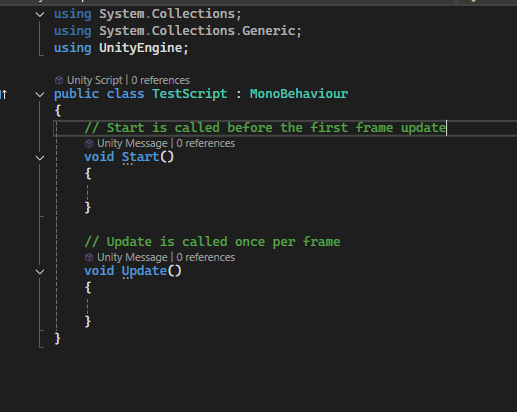 using System.Collections;
using System.Collections.Generic;
using UnityEngine;
Unity Script | 0 references
public class TestScript : MonoBehaviour
{
// Start is called before the first frame update
Unity Message | 0 references
void Start()
{
}
// Update is called once per frame
Unity Message | 0 references
void Update()
{
}
}